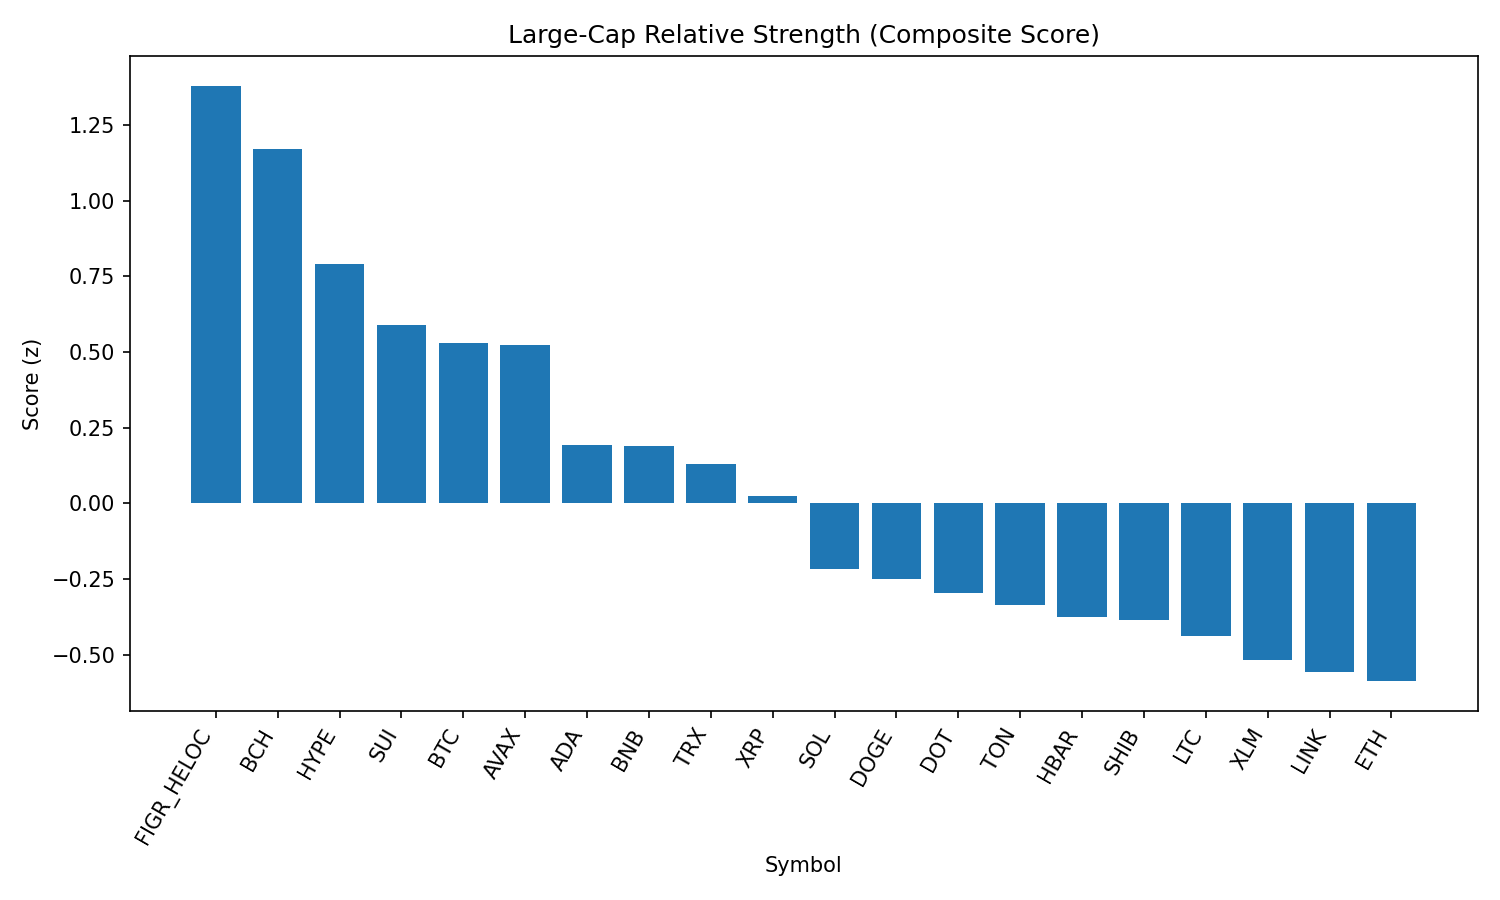 Large-Cap Relative Strength (Composite Score)
Score (z)
1.25
1.00
0.75
0.50
0.25
0.00
−0.25
−0.50
FIGR_HELOC
BCH
HYPE
SUI
BTC
AVAX
ADA
BNB
TRX
XRP
SOL
DOGE
DOT
TON
HBAR
SHIB
LTC
XLM
LINK
ETH
Symbol